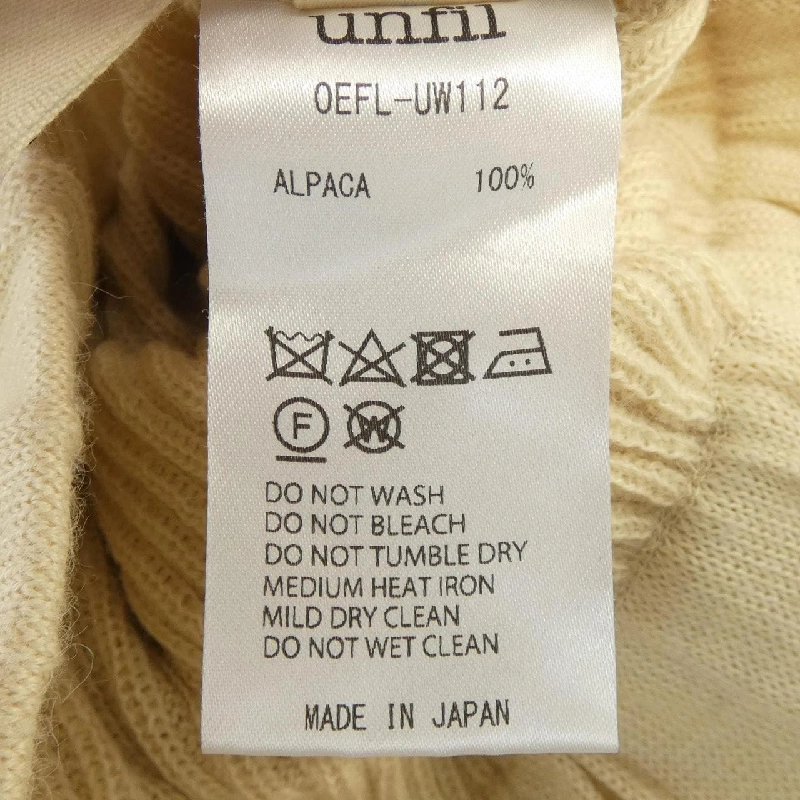 unfil
OEFL-UW112
ALPACA 100%
F W
DO NOT WASH
DO NOT BLEACH
DO NOT TUMBLE DRY
MEDIUM HEAT IRON
MILD DRY CLEAN
DO NOT WET CLEAN
MADE IN JAPAN